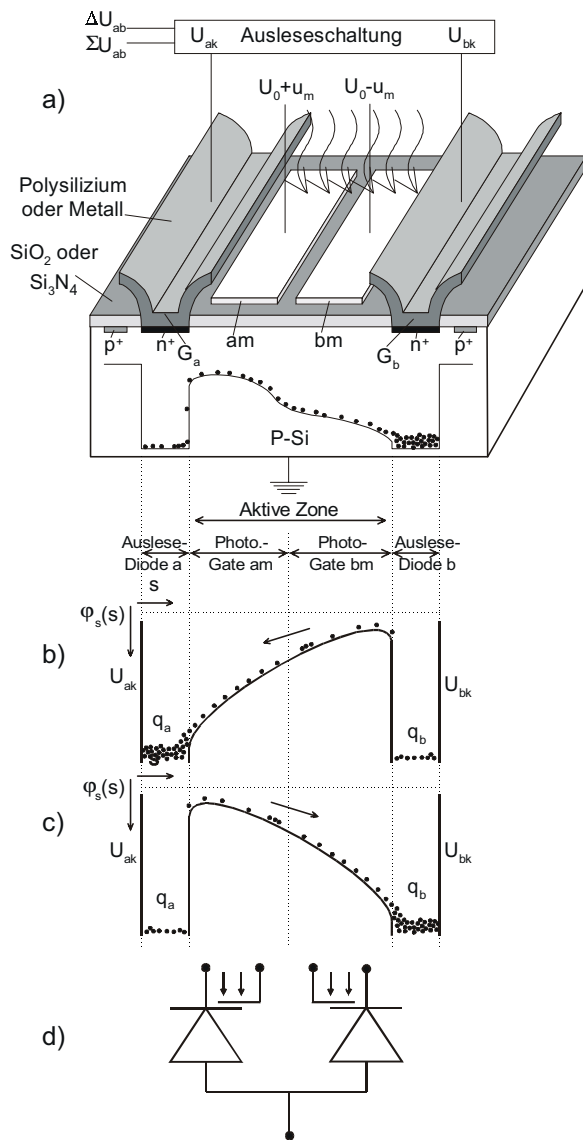 ΔU_ab
ΣU_ab
U_ak Ausleseschaltung U_bk
a)
U_0+u_m U_0-u_m
Polysilizium
oder Metall
SiO_2 oder
Si_3N_4
p^+ n^+ G_a am bm G_b n^+ p^+
P-Si
Aktive Zone
Auslese-
Diode a
Photo.-
Gate am
Photo-
Gate bm
Auslese-
Diode b
s
φ_s(s)
b)
U_ak
q_a
q_b
U_bk
s
φ_s(s)
c)
U_ak
q_a
q_b
U_bk
d)